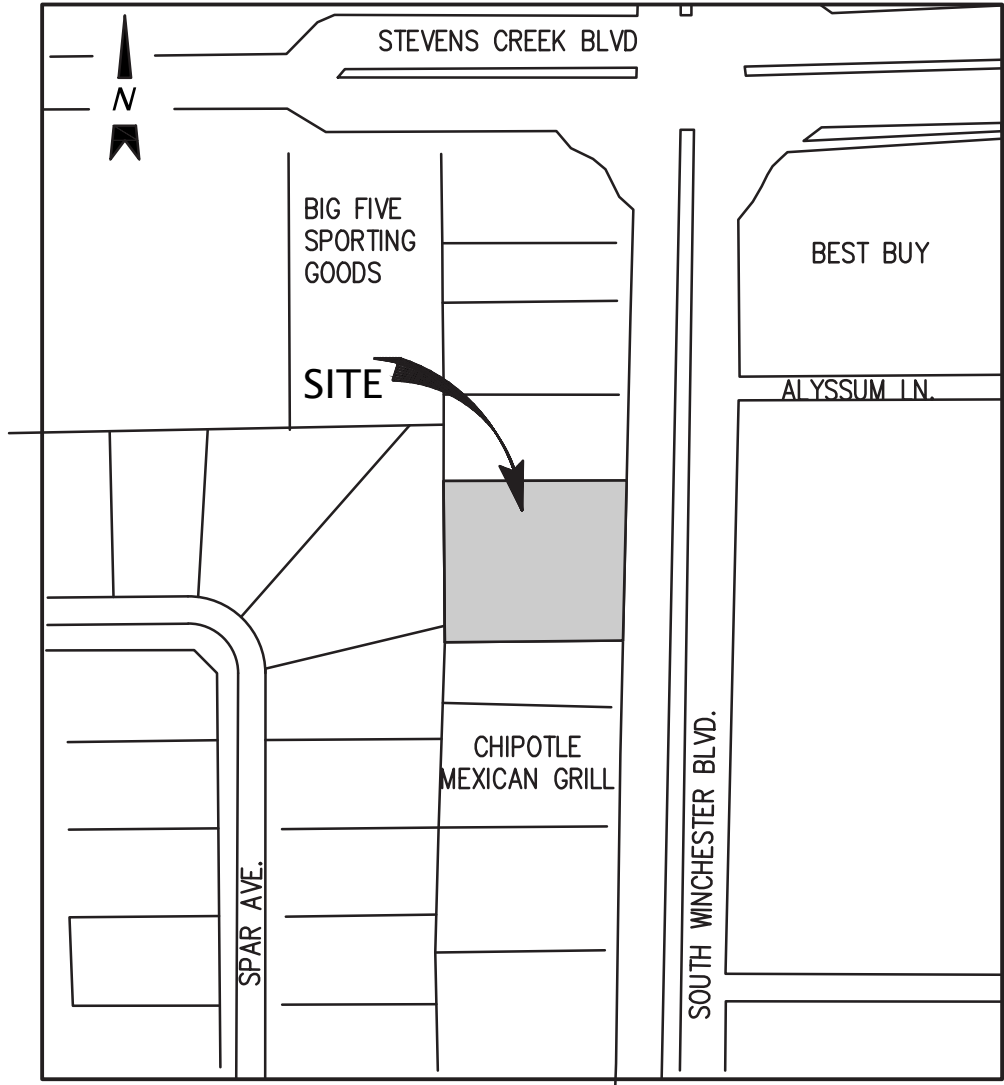 STEVENS CREEK BLVD
N
BIG FIVE
SPORTING
GOODS
BEST BUY
SITE
ALYSSUM LN.
CHIPOTLE
MEXICAN GRILL
SPAR AVE.
SOUTH WINCHESTER BLVD.